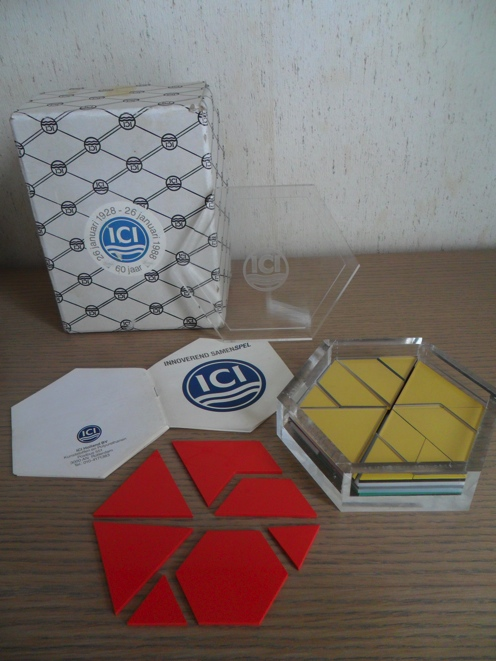 26 januari 1928 - 26 januari 1988
ICI
60 jaar
ICI
INNOVEREND SAMENSPEL
ICI
ICI